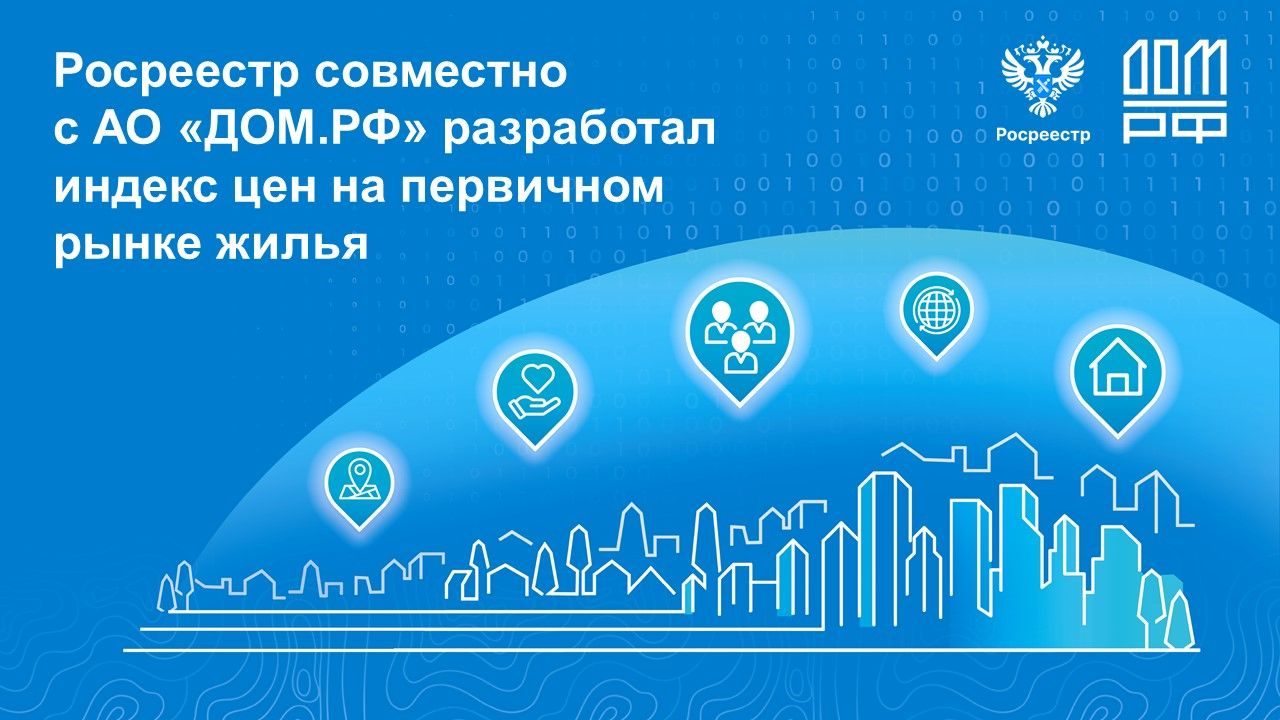 Росреестр совместно
с АО «ДОМ.РФ» разработал
индекс цен на первичном
рынке жилья
Росреестр
ДОМ
РФ